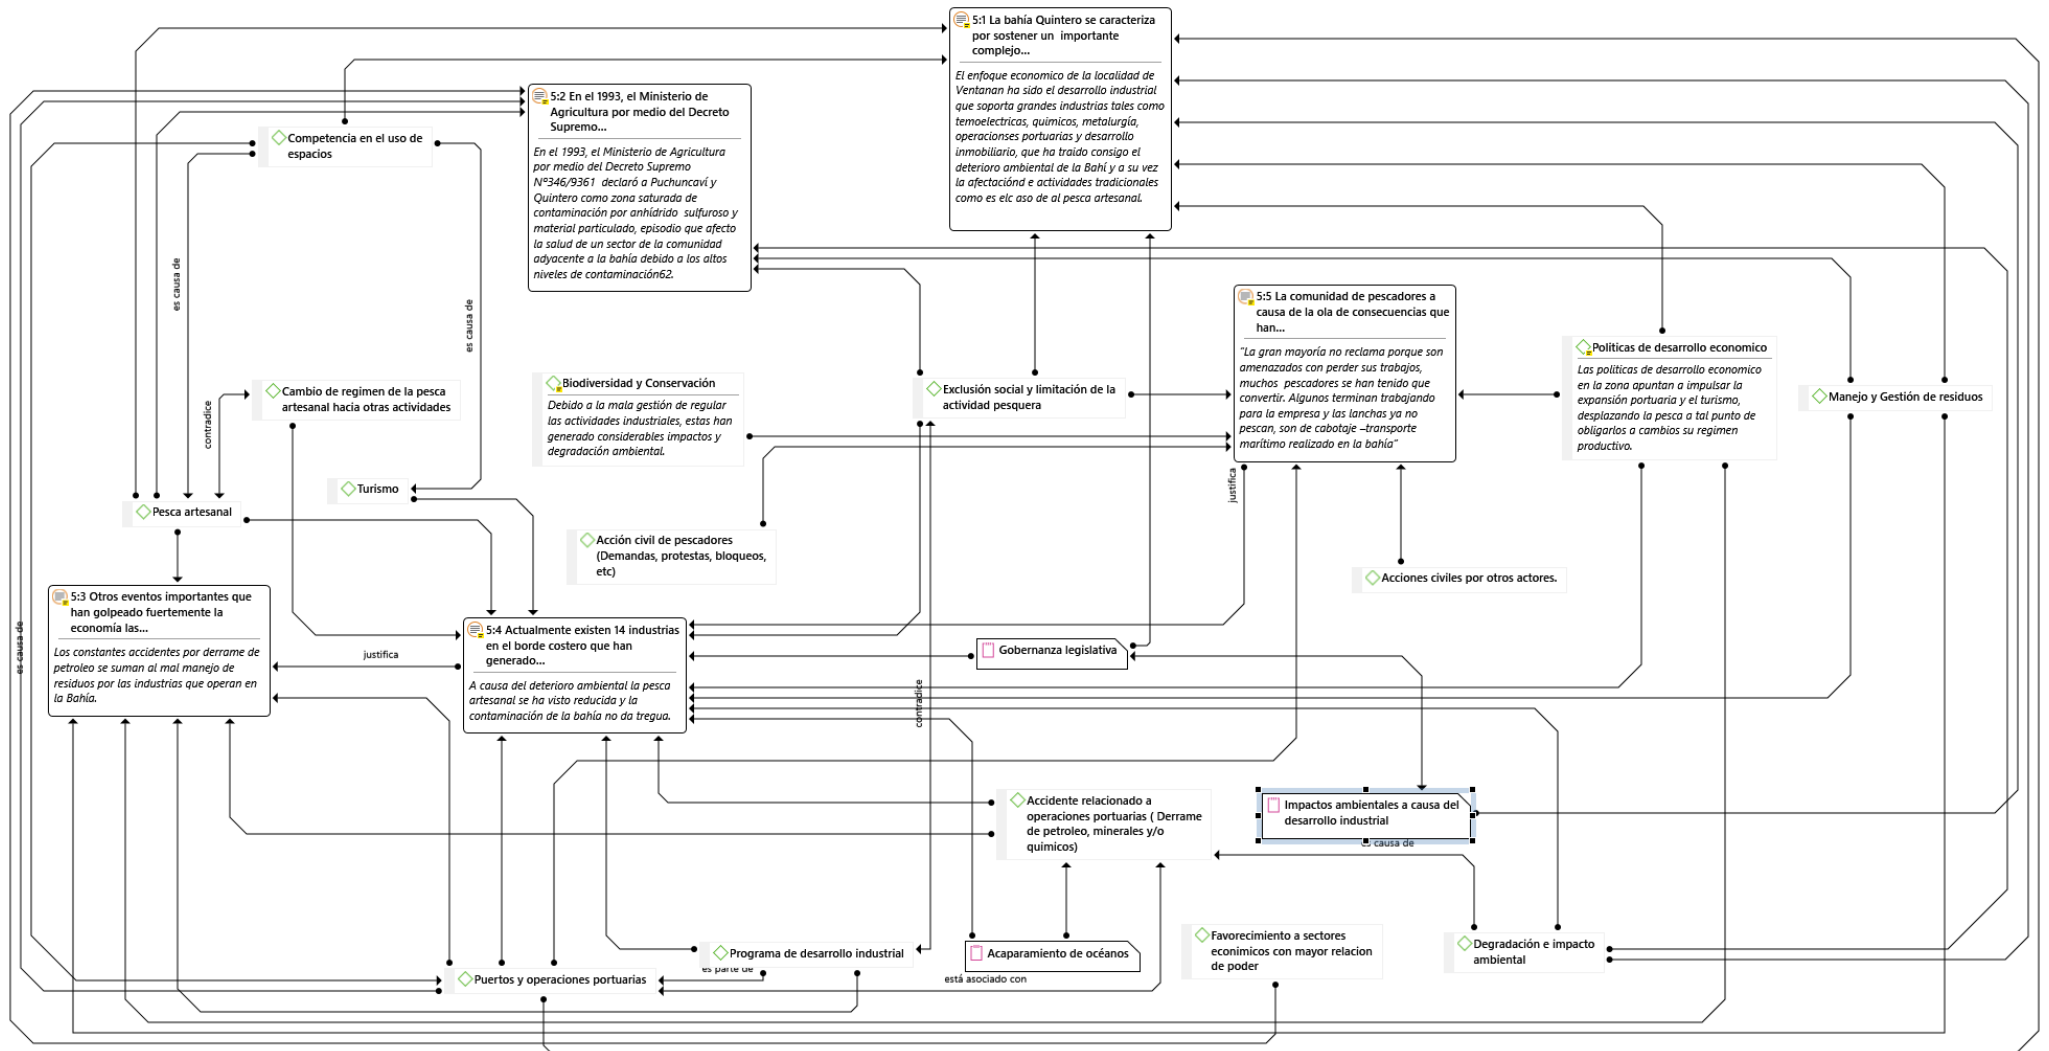 5:1 La bahía Quintero se caracteriza
por sostener un importante
complejo...
El enfoque economico de la localidad de
Ventanan ha sido el desarrollo industrial
que soporta grandes industrias tales como
temoelectricas, quimicos, metalurgía,
operacionses portuarias y desarrollo
inmobiliario, que ha traido consigo el
deterioro ambiental de la Bahí y a su vez
la afectaciónd e actividades tradicionales
como es elc aso de al pesca artesanal.
5:2 En el 1993, el Ministerio de
Agricultura por medio del Decreto
Supremo...
En el 1993, el Ministerio de Agricultura
por medio del Decreto Supremo
Nº346/9361 declaró a Puchuncaví y
Quintero como zona saturada de
contaminación por anhídrido sulfuroso y
material particulado, episodio que afecto
la salud de un sector de la comunidad
adyacente a la bahía debido a los altos
niveles de contaminación62.
Competencia en el uso de
espacios
es causa de
es causa de
5:5 La comunidad de pescadores a
causa de la ola de consecuencias que
han...
"La gran mayoría no reclama porque son
amenazados con perder sus trabajos,
muchos pescadores se han tenido que
convertir. Algunos terminan trabajando
para la empresa y las lanchas ya no
pescan, son de cabotaje –transporte
marítimo realizado en la bahía"
Politicas de desarrollo economico
Las politicas de desarrollo economico
en la zona apuntan a impulsar la
expansión portuaria y el turismo,
desplazando la pesca a tal punto de
obligarlos a cambios su regimen
productivo.
Manejo y Gestión de residuos
Cambio de regimen de la pesca
artesanal hacia otras actividades
contradice
Biodiversidad y Conservación
Debido a la mala gestión de regular
las actividades industriales, estas han
generado considerables impactos y
degradación ambiental.
Exclusión social y limitación de la
actividad pesquera
Turismo
Pesca artesanal
justifica
Acción civil de pescadores
(Demandas, protestas, bloqueos,
etc)
Acciones civiles por otros actores.
5:3 Otros eventos importantes que
han golpeado fuertemente la
economía las...
Los constantes accidentes por derrame de
petroleo se suman al mal manejo de
residuos por las industrias que operan en
la Bahía.
es causa de
justifica
5:4 Actualmente existen 14 industrias
en el borde costero que han
generado...
A causa del deterioro ambiental la pesca
artesanal se ha visto reducida y la
contaminación de la bahía no da tregua.
Gobernanza legislativa
contradice
Accidente relacionado a
operaciones portuarias ( Derrame
de petroleo, minerales y/o
quimicos)
Impactos ambientales a causa del
desarrollo industrial
causa de
Favorecimiento a sectores
econimicos con mayor relacion
de poder
Degradación e impacto
ambiental
Programa de desarrollo industrial
Acaparamiento de océanos
es parte de
Puertos y operaciones portuarias
está asociado con